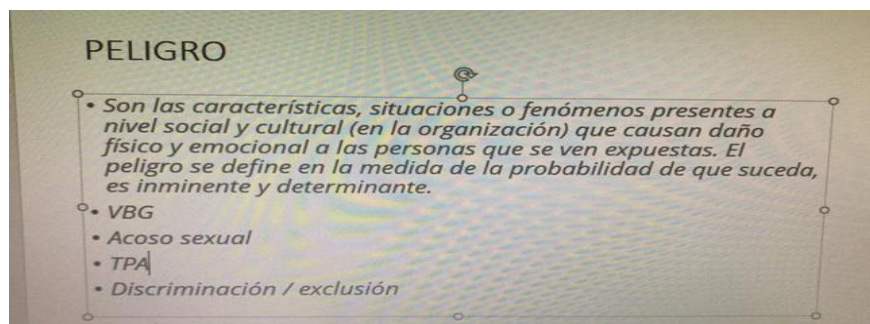 PELIGRO
• Son las características, situaciones o fenómenos presentes a
nivel social y cultural (en la organización) que causan daño
físico y emocional a las personas que se ven expuestas. El
peligro se define en la medida de la probabilidad de que suceda,
es inminente y determinante.
• VBG
• Acoso sexual
• TPA
• Discriminación / exclusión